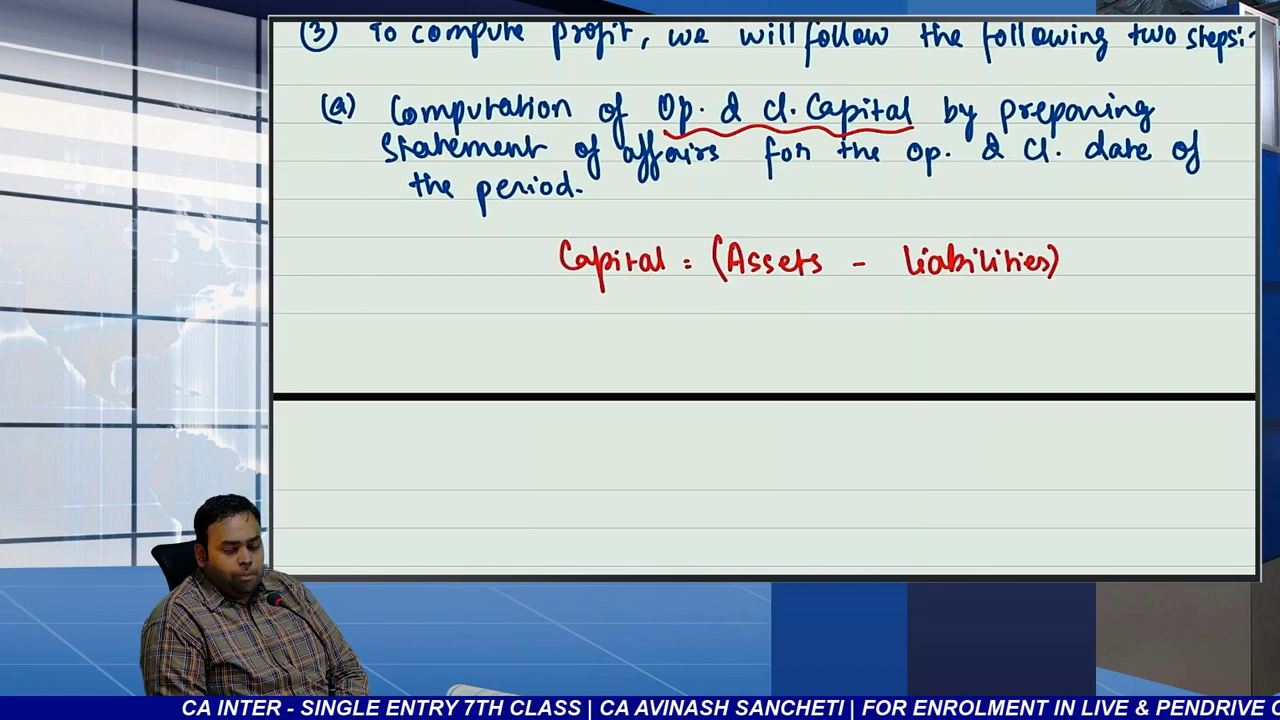 (3) To compute profit, we will follow the following two steps:-
(a) Computation of Op. & Cl. Capital by preparing
Statement of affairs for the Op. & Cl. date of
the period.
Capital = (Assets - Liabilities)
CA INTER - SINGLE ENTRY 7TH CLASS | CA AVINASH SANCHETI | FOR ENROLMENT IN LIVE & PENDRIVE C